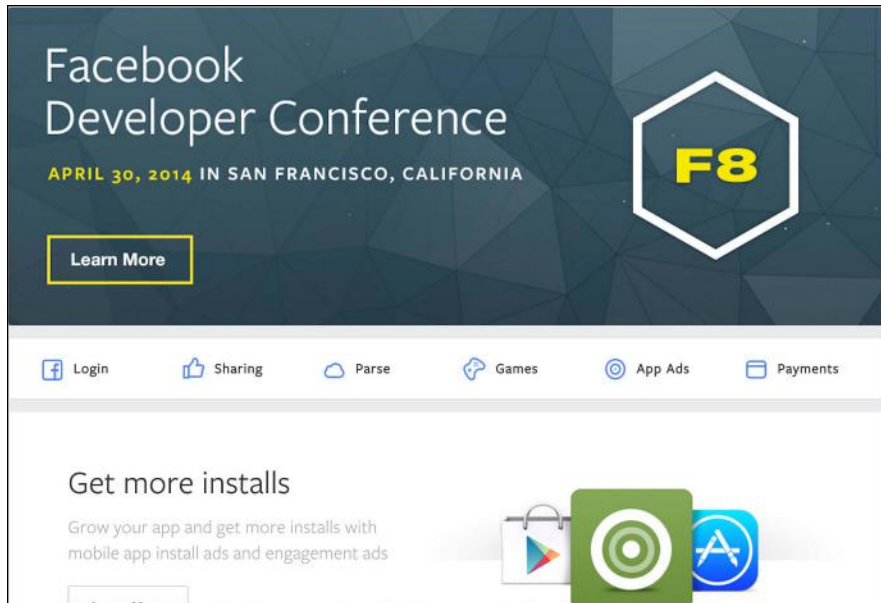 Facebook
Developer Conference
F8
APRIL 30, 2014 IN SAN FRANCISCO, CALIFORNIA
Learn More
Login
Sharing
Parse
Games
App Ads
Payments
Get more installs
Grow your app and get more installs with
mobile app install ads and engagement ads